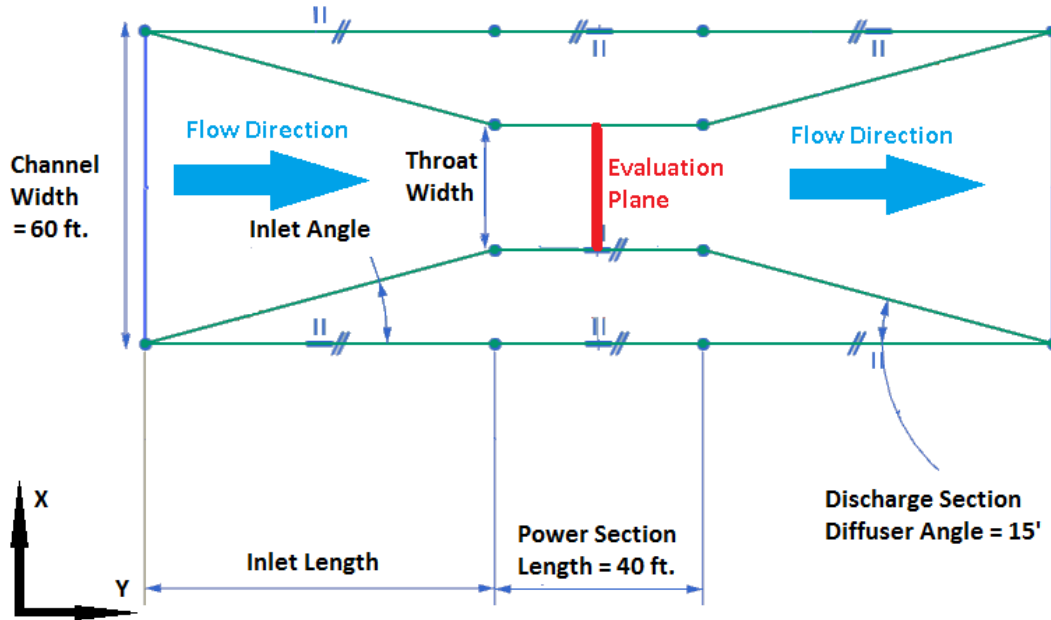 Flow Direction
Flow Direction
Channel
Width
= 60 ft.
Throat
Width
Evaluation
Plane
Inlet Angle
X
Y
Inlet Length
Power Section
Length = 40 ft.
Discharge Section
Diffuser Angle = 15'